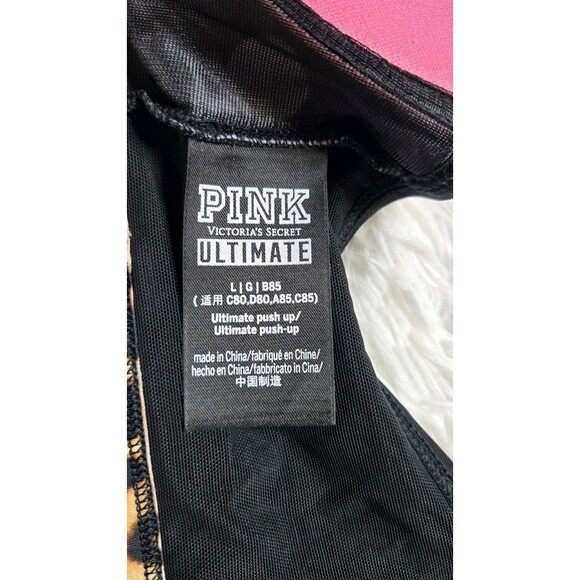 PINK
VICTORIA'S SECRET
ULTIMATE
L|G|B85
(适用 C80,D80,A85,C85)
Ultimate push up/
Ultimate push-up
made in China/fabriqué en Chine/
hecho en China/fabbricato in Cina/
中国制造